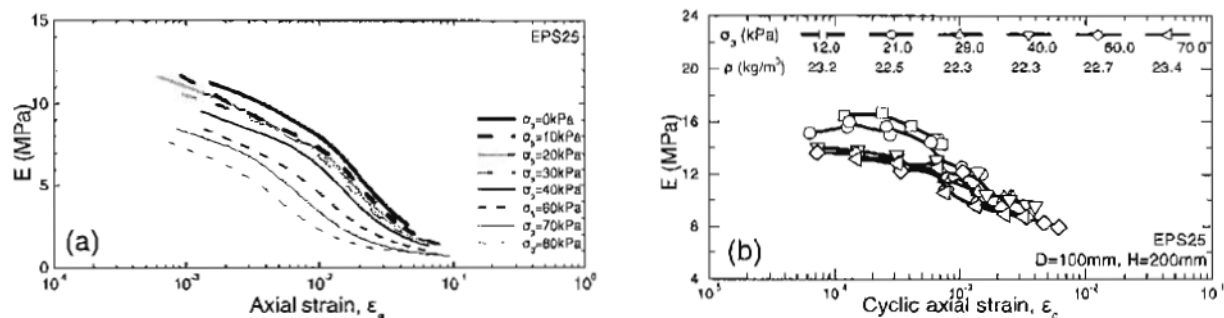 15
EPS25
10
E (MPa)
5
σ₃=0kPa
σ₃=10kPa
σ₃=20kPa
σ₃=30kPa
σ₃=40kPa
σ₃=60kPa
σ₃=70kPa
σ₃=80kPa
(a)
0
10⁻⁴ 10⁻³ 10⁻² 10⁻¹ 10⁰
Axial strain, εₐ
24
σ₃ (kPa) 12.0 21.0 29.0 40.0 60.0 70.0
ρ (kg/m³) 23.2 22.5 22.3 22.3 22.7 23.4
20
16
E (MPa)
12
8
(b)
EPS25
D=100mm, H=200mm
4
10⁵ 10⁻⁴ 10⁻³ 10⁻² 10⁻¹
Cyclic axial strain, ε꜀